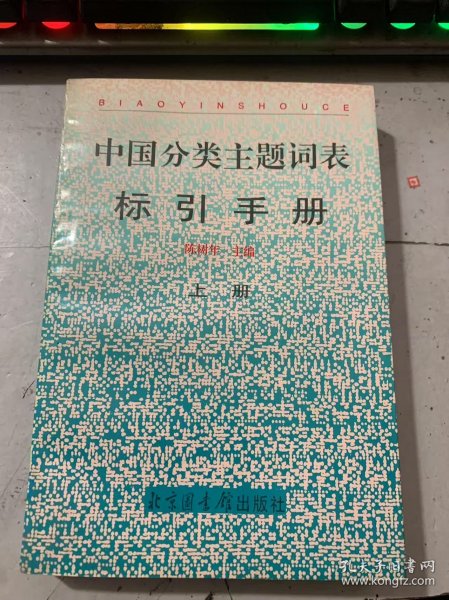 BIAOYINSHOUCE
中国分类主题词表
标引手册
陈树年 主编
上册
北京图书馆出版社
孔夫子旧书网
www.kongfz.com